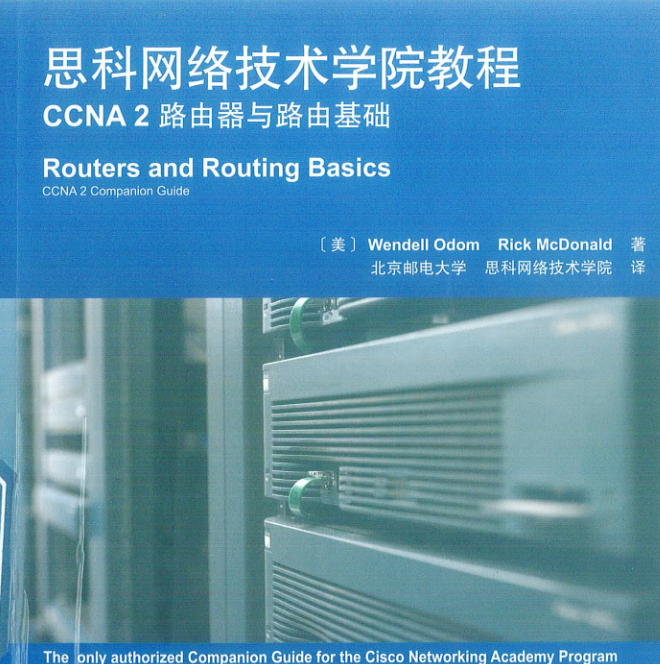 思科网络技术学院教程
CCNA 2 路由器与路由基础
Routers and Routing Basics
CCNA 2 Companion Guide
〔美〕 Wendell Odom Rick McDonald 著
北京邮电大学 思科网络技术学院 译
The only authorized Companion Guide for the Cisco Networking Academy Program